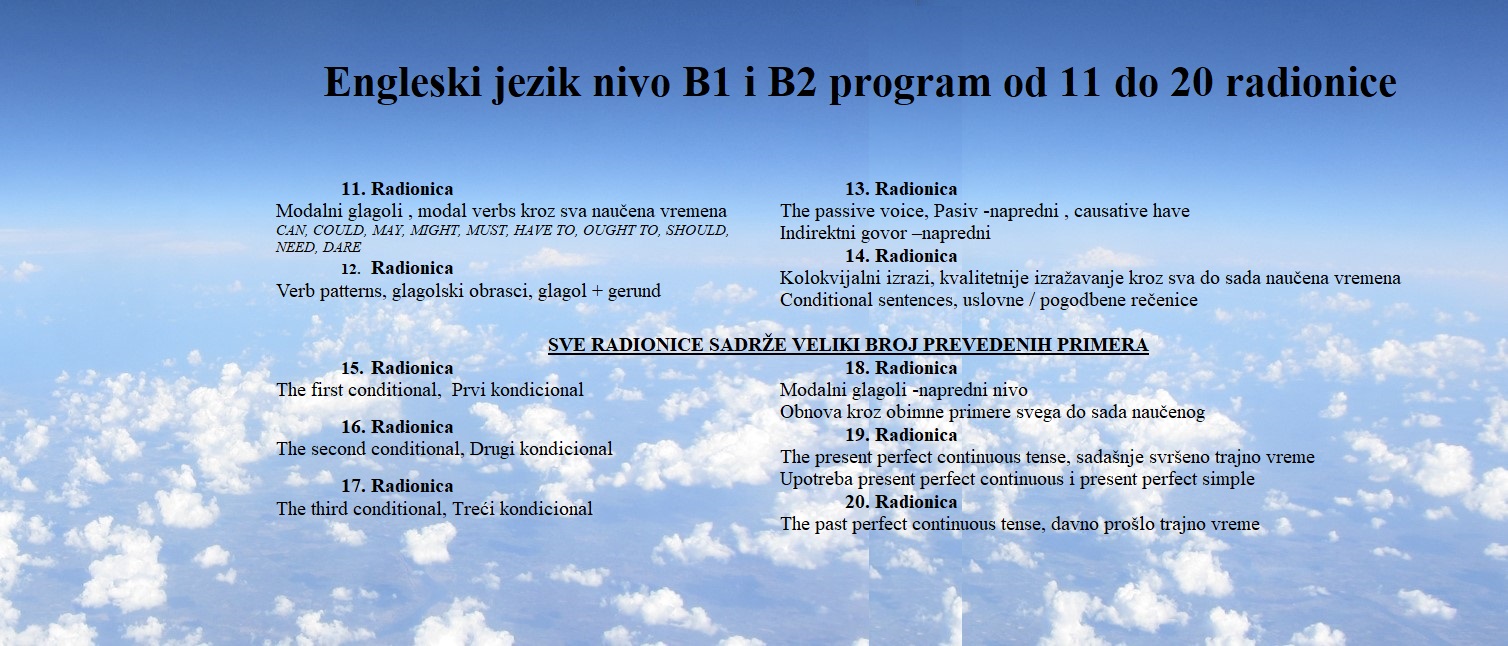 Engleski jezik nivo B1 i B2 program od 11 do 20 radionice
11. Radionica
Modalni glagoli , modal verbs kroz sva naučena vremena
CAN, COULD, MAY, MIGHT, MUST, HAVE TO, OUGHT TO, SHOULD,
NEED, DARE
12. Radionica
Verb patterns, glagolski obrasci, glagol + gerund
13. Radionica
The passive voice, Pasiv -napredni , causative have
Indirektni govor –napredni
14. Radionica
Kolokvijalni izrazi, kvalitetnije izražavanje kroz sva do sada naučena vremena
Conditional sentences, uslovne / pogodbene rečenice
SVE RADIONICE SADRŽE VELIKI BROJ PREVEDENIH PRIMERA
15. Radionica
The first conditional, Prvi kondicional
16. Radionica
The second conditional, Drugi kondicional
17. Radionica
The third conditional, Treći kondicional
18. Radionica
Modalni glagoli -napredni nivo
Obnova kroz obimne primere svega do sada naučenog
19. Radionica
The present perfect continuous tense, sadašnje svršeno trajno vreme
Upotreba present perfect continuous i present perfect simple
20. Radionica
The past perfect continuous tense, davno prošlo trajno vreme